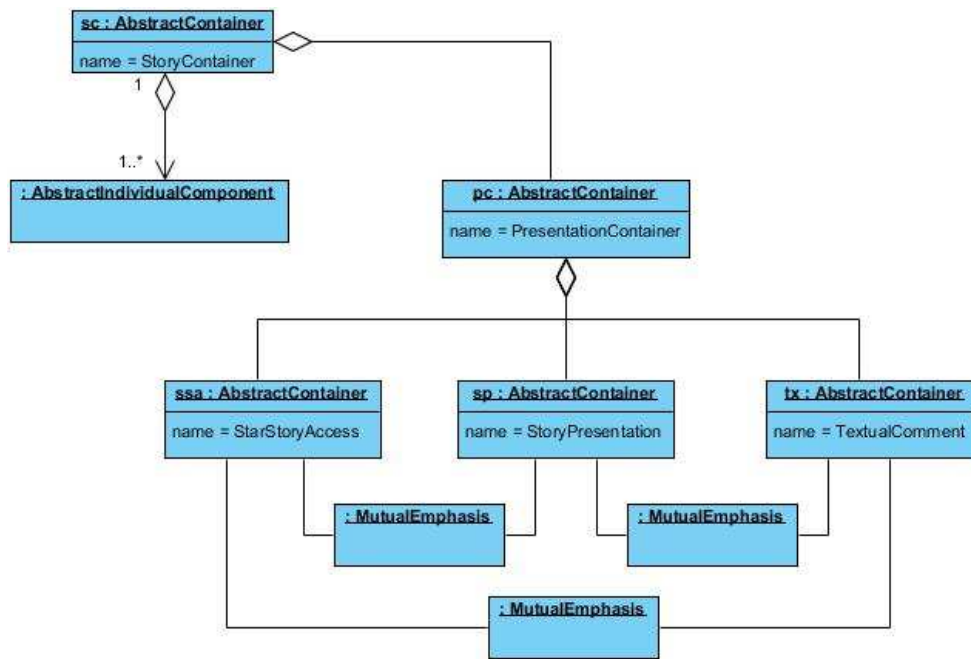 sc : AbstractContainer
name = StoryContainer
1
1..*
: AbstractIndividualComponent
pc : AbstractContainer
name = PresentationContainer
ssa : AbstractContainer
name = StarStoryAccess
sp : AbstractContainer
name = StoryPresentation
tx : AbstractContainer
name = TextualComment
: MutualEmphasis
: MutualEmphasis
: MutualEmphasis